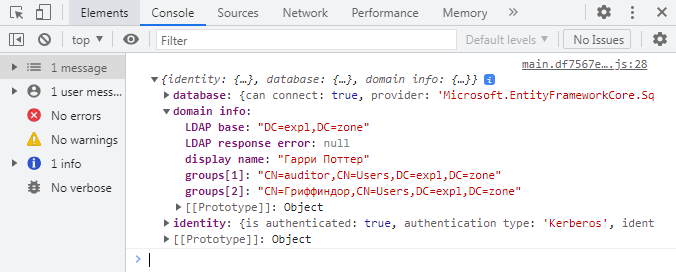 Elements Console Sources Network Performance Memory
top Filter Default levels No Issues
1 message
1 user mess...
No errors
No warnings
1 info
No verbose
main.df7567e….js:28
{identity: {…}, database: {…}, domain info: {…}} i
database: {can connect: true, provider: 'Microsoft.EntityFrameworkCore.Sq
domain info:
LDAP base: "DC=expl,DC=zone"
LDAP response error: null
display name: "Гарри Поттер"
groups[1]: "CN=auditor,CN=Users,DC=expl,DC=zone"
groups[2]: "CN=Гриффиндор,CN=Users,DC=expl,DC=zone"
[[Prototype]]: Object
identity: {is authenticated: true, authentication type: 'Kerberos', ident
[[Prototype]]: Object